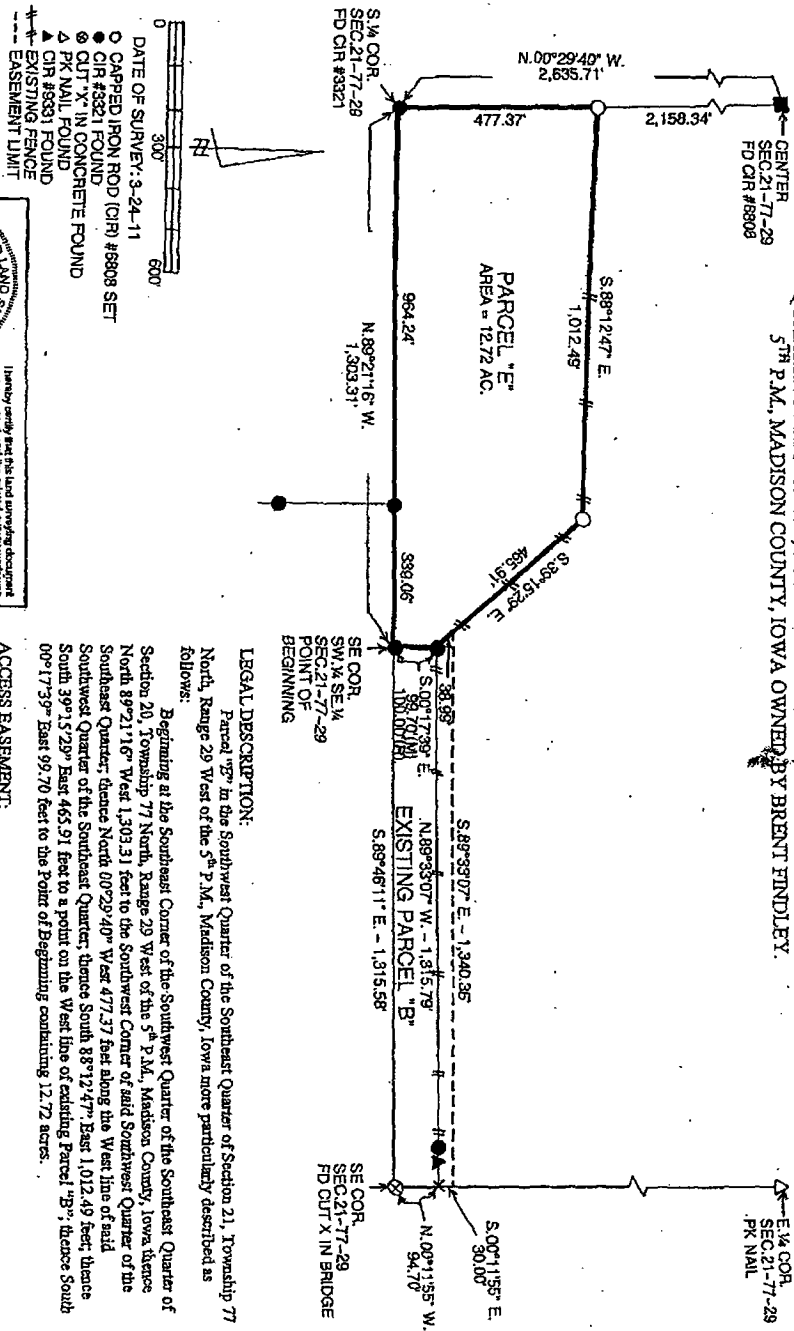 5TH P.M., MADISON COUNTY, IOWA OWNED BY BRENT FINDLEY.
CENTER
SEC.21-77-29
FD CIR #6808
E.¼ COR.
SEC.21-77-29
PK NAIL
2,158.34'
N.00°29'40" W.
2,635.71'
477.37'
S.88°12'47" E.
1,012.49'
PARCEL "E"
AREA = 12.72 AC.
S.39°15'29" E.
465.91'
S.¼ COR.
SEC.21-77-29
FD CIR #3321
964.24'
N.89°21'16" W.
1,303.31'
339.06'
38.99'
S.00°17'39" E.
99.70'(M)
100.00'(R)
S.89°33'07" E. - 1,340.36'
N.89°33'07" W. - 1,315.79'
EXISTING PARCEL "B"
S.89°46'11" E. - 1,315.58'
S.00°11'55" E.
30.00'
N.00°11'55" W.
94.70'
SE COR.
SW.¼ SE.¼
SEC.21-77-29
POINT OF
BEGINNING
SE COR.
SEC.21-77-29
FD CUT X IN BRIDGE
0 300' 600'
DATE OF SURVEY: 3-24-11
○ CAPPED IRON ROD (CIR) #6808 SET
● CIR #3321 FOUND
⊗ CUT "X" IN CONCRETE FOUND
△ PK NAIL FOUND
▲ CIR #9331 FOUND
EXISTING FENCE
--- EASEMENT LIMIT
LEGAL DESCRIPTION:
Parcel "E" in the Southwest Quarter of the Southeast Quarter of Section 21, Township 77
North, Range 29 West of the 5th P.M., Madison County, Iowa more particularly described as
follows:
Beginning at the Southeast Corner of the Southwest Quarter of the Southeast Quarter of
Section 20, Township 77 North, Range 29 West of the 5th P.M., Madison County, Iowa thence
North 89°21'16" West 1,303.31 feet to the Southwest Corner of said Southwest Quarter of the
Southeast Quarter; thence North 00°29'40" West 477.37 feet along the West line of said
Southwest Quarter of the Southeast Quarter; thence South 88°12'47" East 1,012.49 feet; thence
South 39°15'29" East 465.91 feet to a point on the West line of existing Parcel "B"; thence South
00°17'39" East 99.70 feet to the Point of Beginning containing 12.72 acres.
ACCESS EASEMENT:
LAND S
I hereby certify that this land surveying document